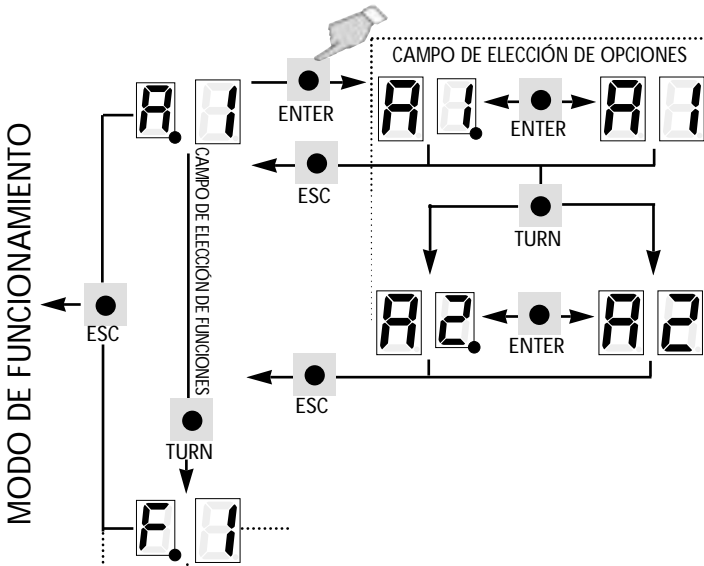 MODO DE FUNCIONAMIENTO
CAMPO DE ELECCIÓN DE OPCIONES
A. 1
ENTER
A 1.
ENTER
A 1
CAMPO DE ELECCIÓN DE FUNCIONES
ESC
TURN
ESC
A 2.
ENTER
A 2
ESC
TURN
F. 1